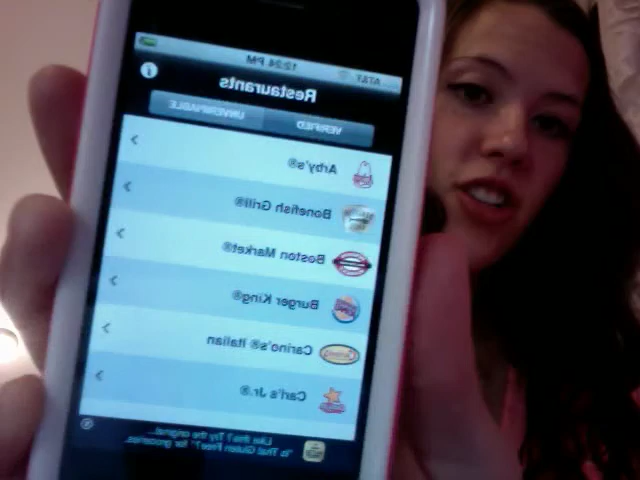 AT&T 12:24 PM
Restaurants
VERIFIED UNVERIFIABLE
Arby's®
Bonefish Grill®
Boston Market®
Burger King®
Carino's® Italian
Carl's Jr.®
Like this? Try the original...
"Is That Gluten Free?" for groceries.